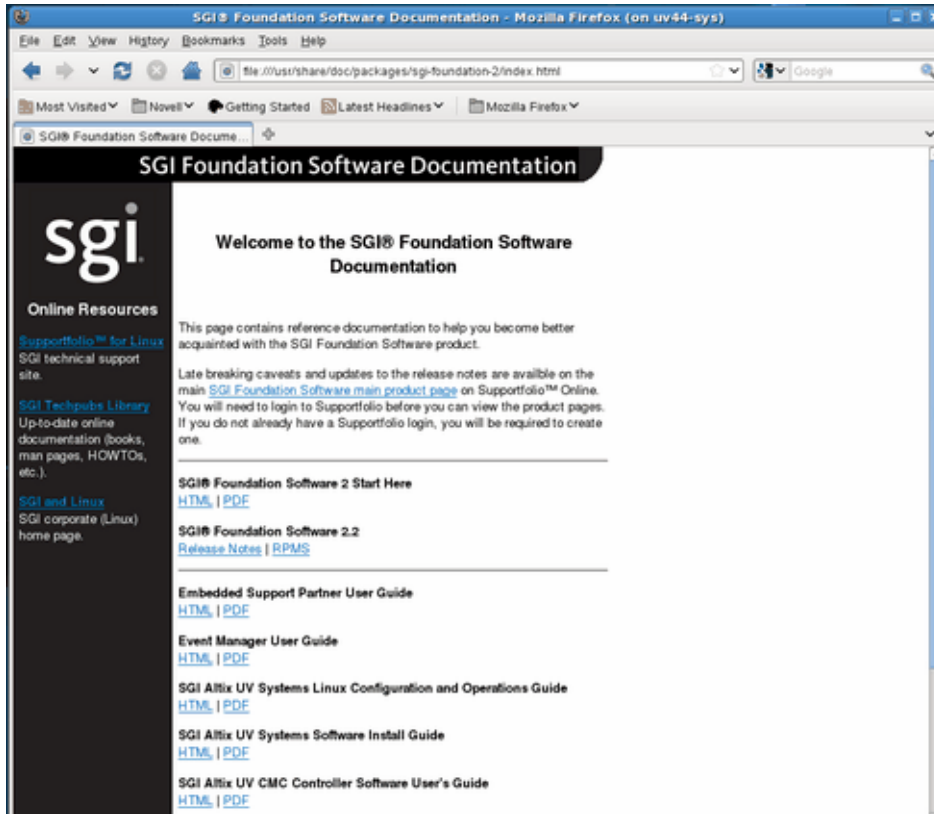 SGI® Foundation Software Documentation - Mozilla Firefox (on uv44-sys)
File Edit View History Bookmarks Tools Help
file:///usr/share/doc/packages/sgi-foundation-2/index.html
Google
Most Visited Novell Getting Started Latest Headlines Mozilla Firefox
SGI® Foundation Software Docume...
SGI Foundation Software Documentation
sgi
Online Resources
Supportfolio™ for Linux
SGI technical support
site.
SGI Techpubs Library
Up-to-date online
documentation (books,
man pages, HOWTOs,
etc.).
SGI and Linux
SGI corporate (Linux)
home page.
Welcome to the SGI® Foundation Software
Documentation
This page contains reference documentation to help you become better
acquainted with the SGI Foundation Software product.
Late breaking caveats and updates to the release notes are availble on the
main SGI Foundation Software main product page on Supportfolio™ Online.
You will need to login to Supportfolio before you can view the product pages.
If you do not already have a Supportfolio login, you will be required to create
one.
SGI® Foundation Software 2 Start Here
HTML | PDF
SGI® Foundation Software 2.2
Release Notes | RPMS
Embedded Support Partner User Guide
HTML | PDF
Event Manager User Guide
HTML | PDF
SGI Altix UV Systems Linux Configuration and Operations Guide
HTML | PDF
SGI Altix UV Systems Software Install Guide
HTML | PDF
SGI Altix UV CMC Controller Software User's Guide
HTML | PDF